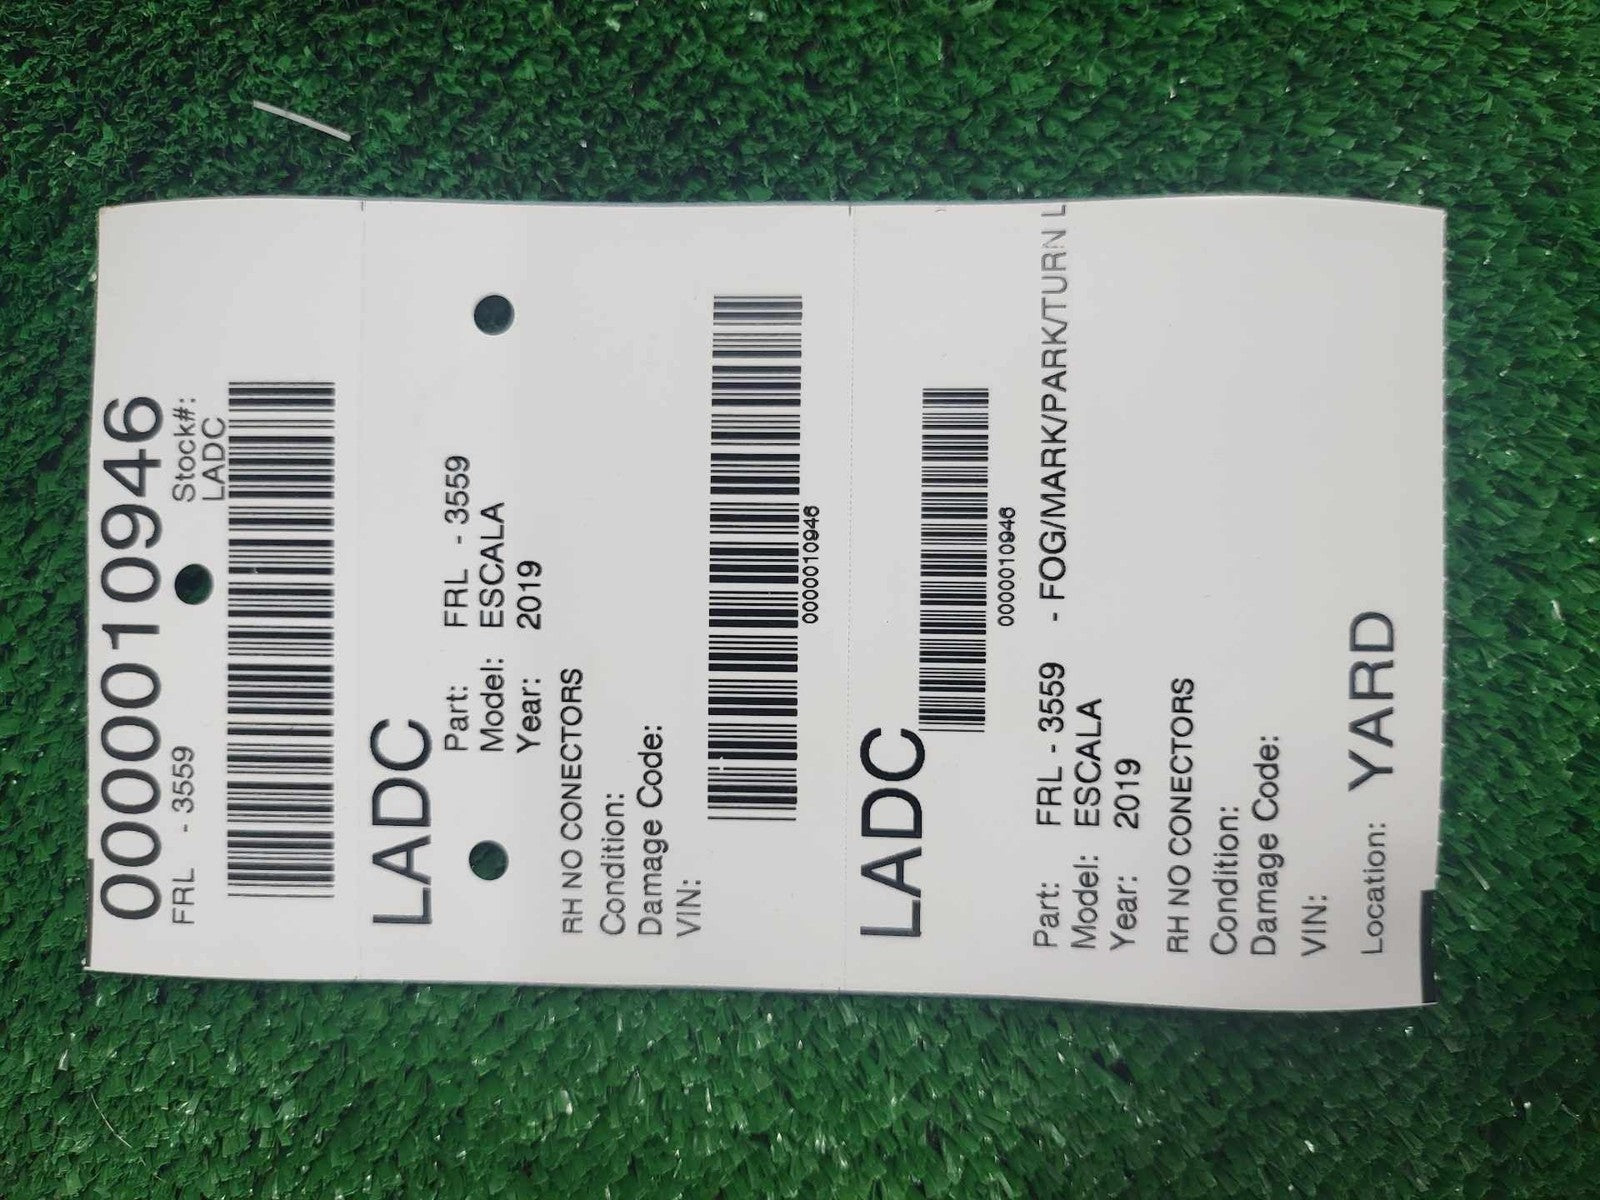 0000010946
FRL - 3559
Stock#:
LADC
LADC
Part: FRL - 3559
Model: ESCALA
Year: 2019
RH NO CONECTORS
Condition:
Damage Code:
VIN:
0000010946
LADC
0000010946
Part: FRL - 3559 - FOG/MARK/PARK/TURN L
Model: ESCALA
Year: 2019
RH NO CONECTORS
Condition:
Damage Code:
VIN:
Location: YARD